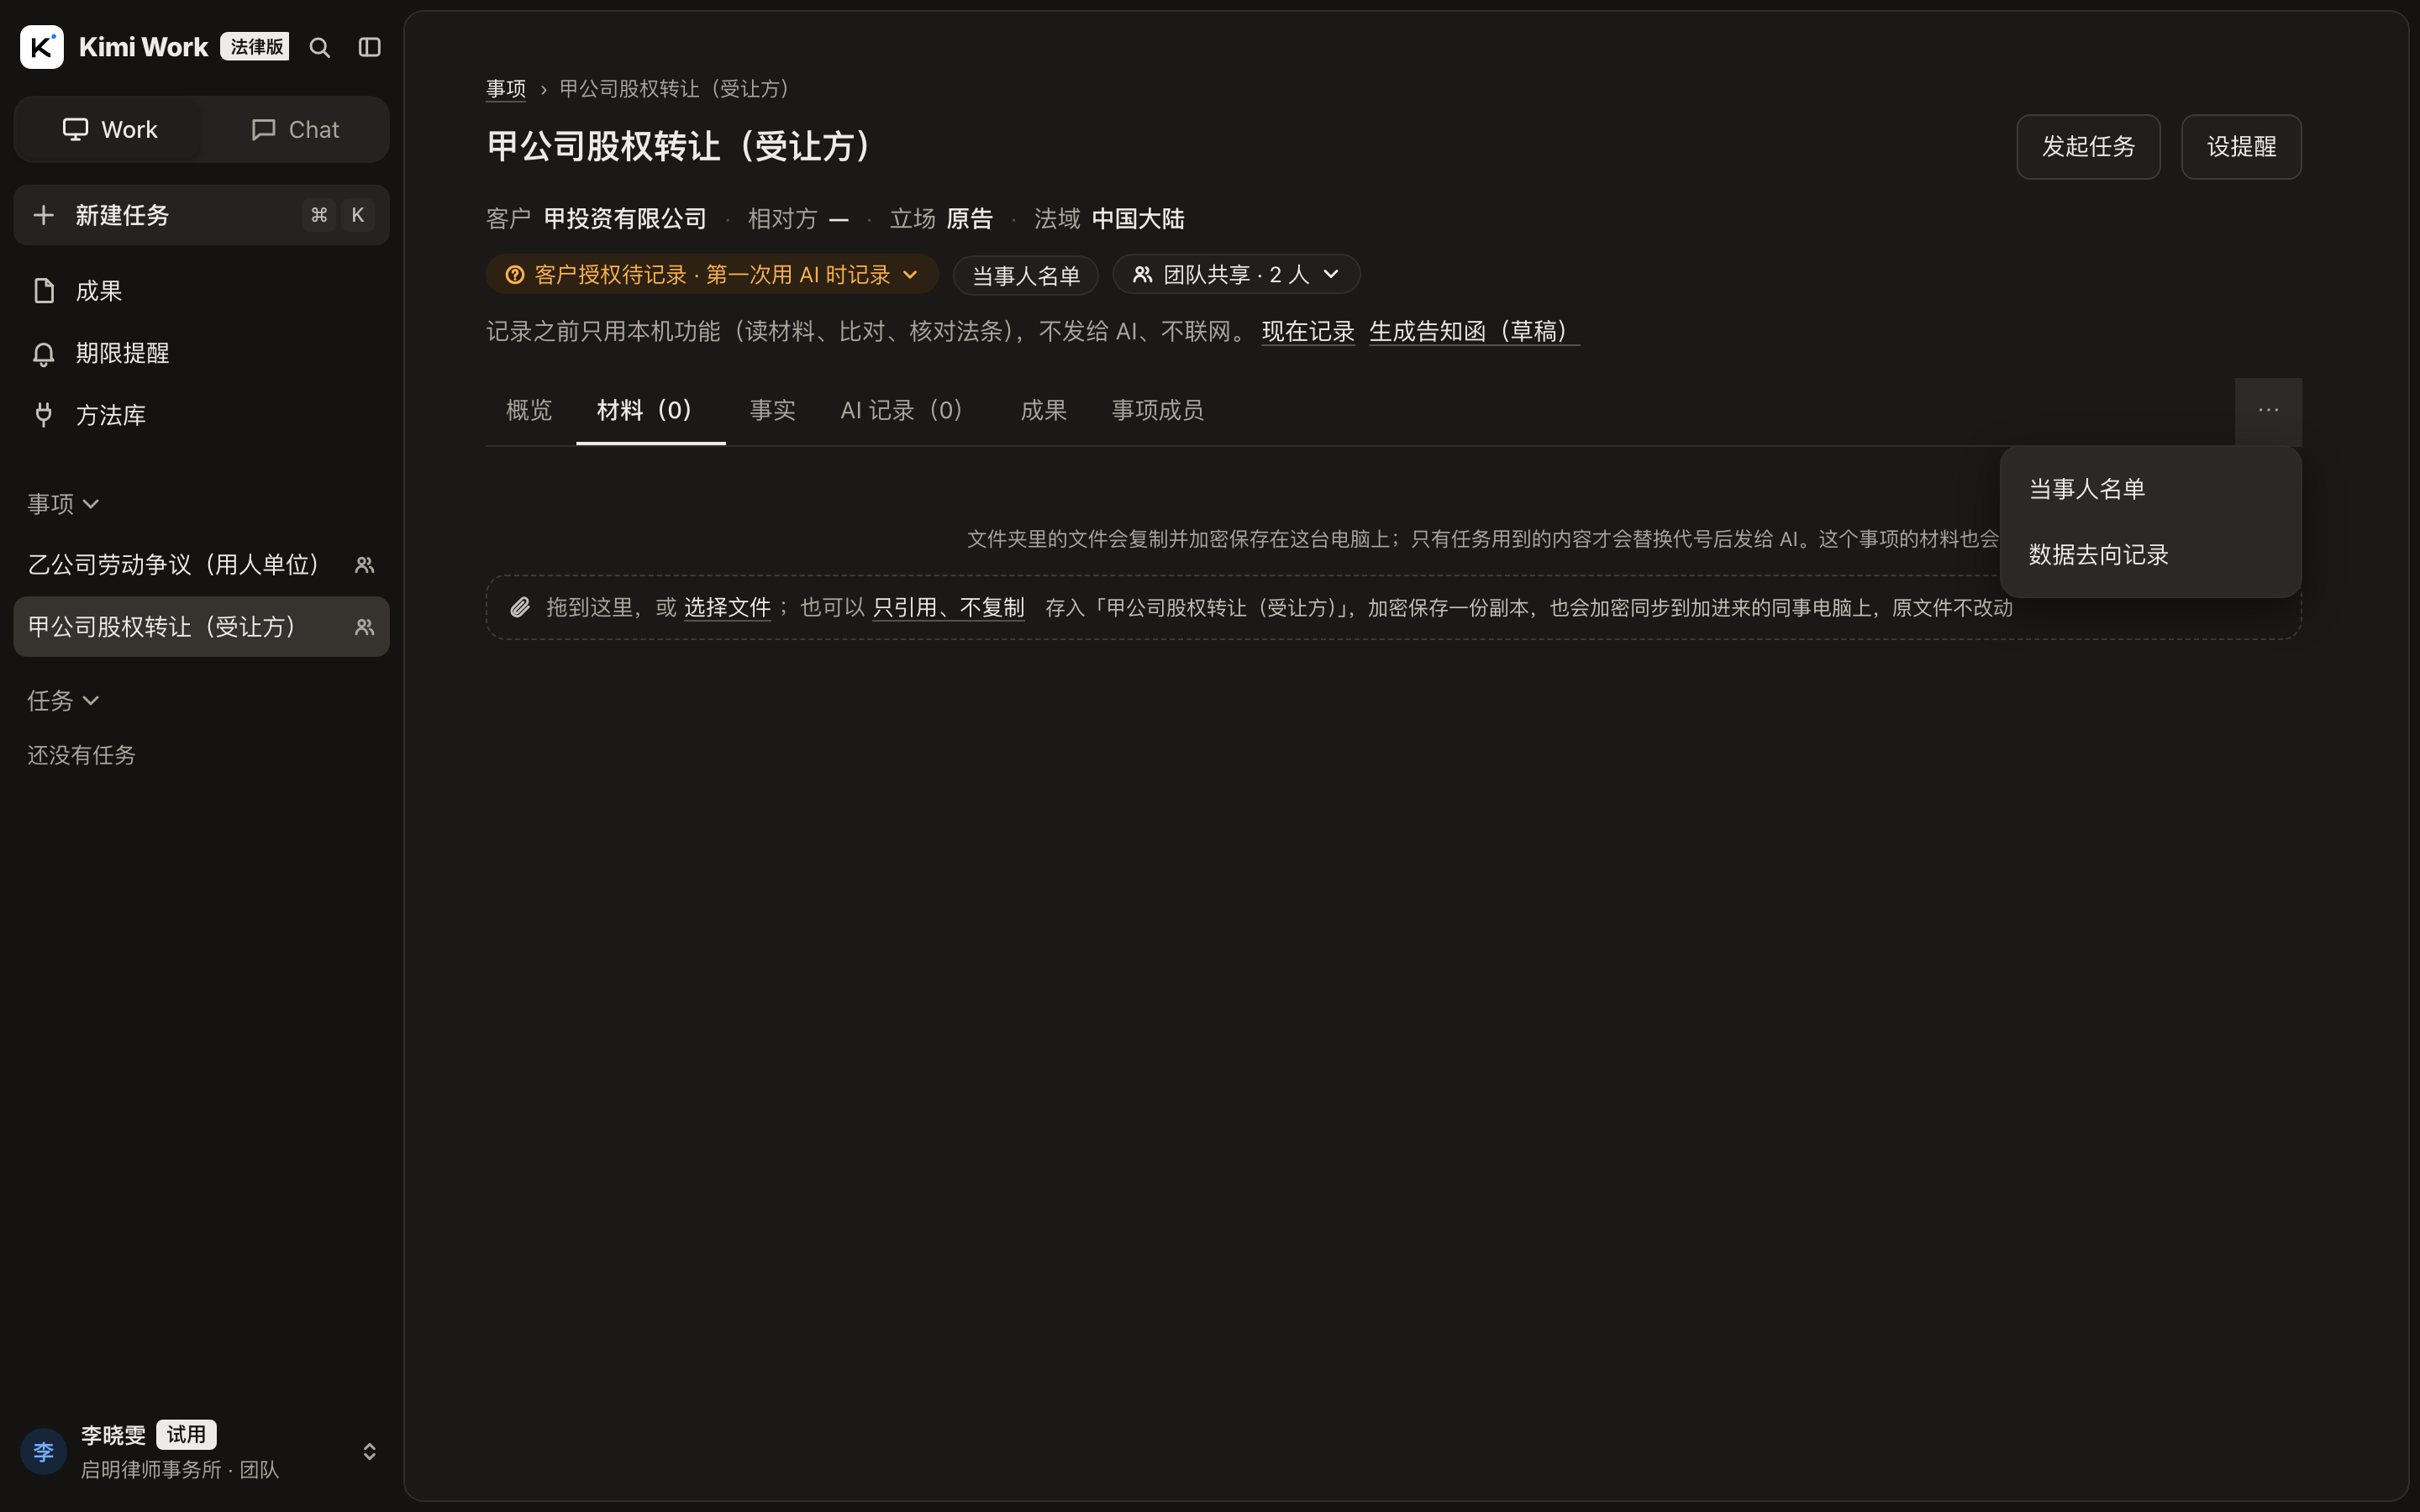 Kimi Work 法律版
Work Chat
新建任务 ⌘ K
成果
期限提醒
方法库
事项
乙公司劳动争议（用人单位）
甲公司股权转让（受让方）
任务
还没有任务
李晓雯 试用
启明律师事务所 · 团队
事项 › 甲公司股权转让（受让方）
甲公司股权转让（受让方）
发起任务 设提醒
客户 甲投资有限公司 · 相对方 — · 立场 原告 · 法域 中国大陆
客户授权待记录 · 第一次用 AI 时记录 当事人名单 团队共享 · 2 人
记录之前只用本机功能（读材料、比对、核对法条），不发给 AI、不联网。 现在记录 生成告知函（草稿）
概览 材料（0） 事实 AI 记录（0） 成果 事项成员 ···
当事人名单
数据去向记录
文件夹里的文件会复制并加密保存在这台电脑上；只有任务用到的内容才会替换代号后发给 AI。这个事项的材料也会
拖到这里，或 选择文件 ；也可以 只引用、不复制 存入「甲公司股权转让（受让方）」，加密保存一份副本，也会加密同步到加进来的同事电脑上，原文件不改动